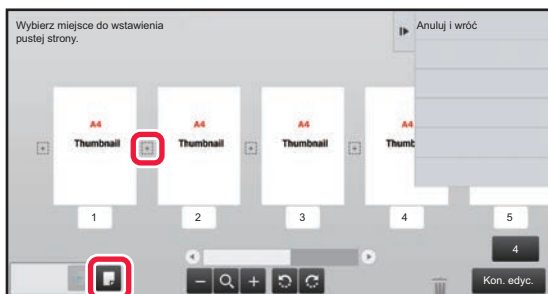 Wybierz miejsce do wstawienia
pustej strony.
Anuluj i wróć
A4
Thumbnail
A4
Thumbnail
A4
Thumbnail
A4
1
2
3
4
5
4
Kon. edyc.